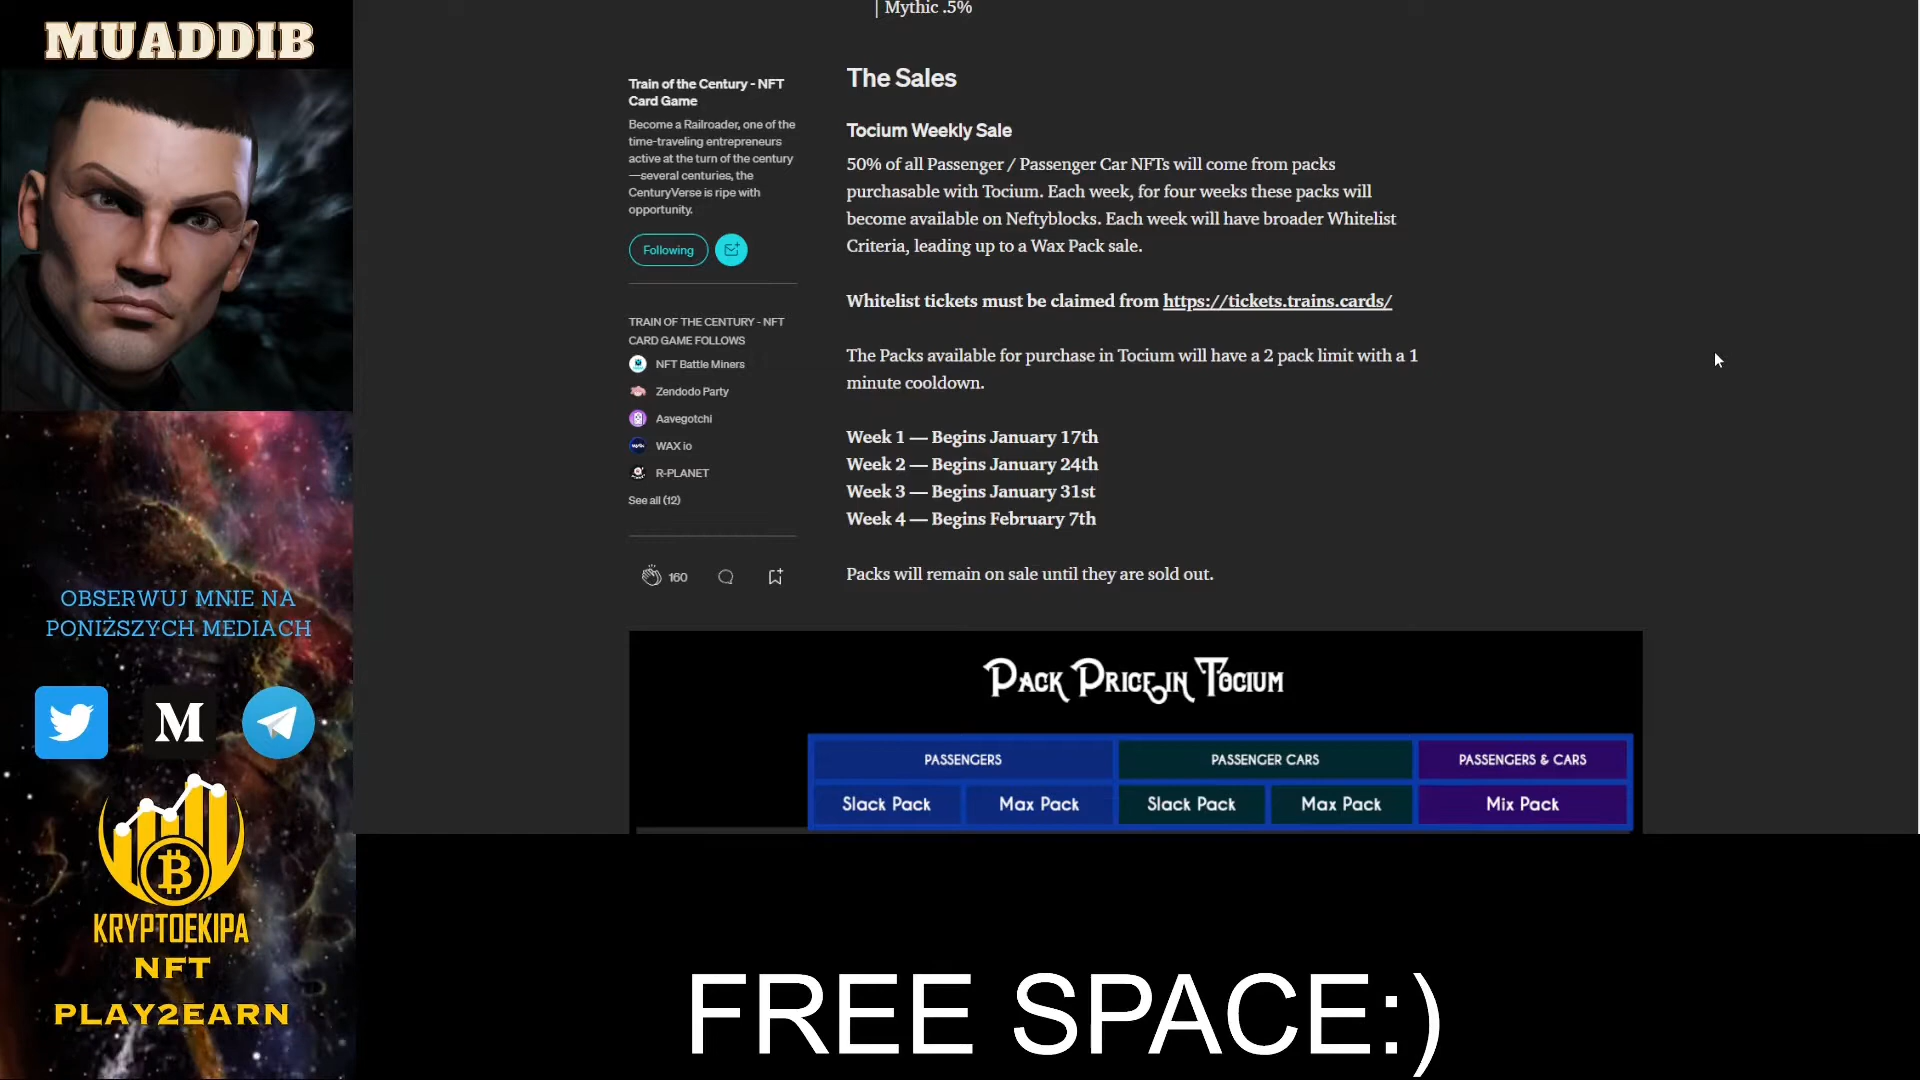 MUADDIB
OBSERWUJ MNIE NA
PONIŻSZYCH MEDIACH
M
KRYPTOEKIPA
NFT
PLAY2EARN
Train of the Century - NFT
Card Game
Become a Railroader, one of the
time-traveling entrepreneurs
active at the turn of the century
—several centuries, the
CenturyVerse is ripe with
opportunity.
Following
TRAIN OF THE CENTURY - NFT
CARD GAME FOLLOWS
NFT Battle Miners
Zendodo Party
Aavegotchi
WAX io
R-PLANET
See all (12)
160
| Mythic .5%
The Sales
Tocium Weekly Sale
50% of all Passenger / Passenger Car NFTs will come from packs
purchasable with Tocium. Each week, for four weeks these packs will
become available on Neftyblocks. Each week will have broader Whitelist
Criteria, leading up to a Wax Pack sale.
Whitelist tickets must be claimed from https://tickets.trains.cards/
The Packs available for purchase in Tocium will have a 2 pack limit with a 1
minute cooldown.
Week 1 — Begins January 17th
Week 2 — Begins January 24th
Week 3 — Begins January 31st
Week 4 — Begins February 7th
Packs will remain on sale until they are sold out.
PACK PRICE IN TOCIUM
PASSENGERS PASSENGER CARS PASSENGERS & CARS
Slack Pack Max Pack Slack Pack Max Pack Mix Pack
FREE SPACE:)